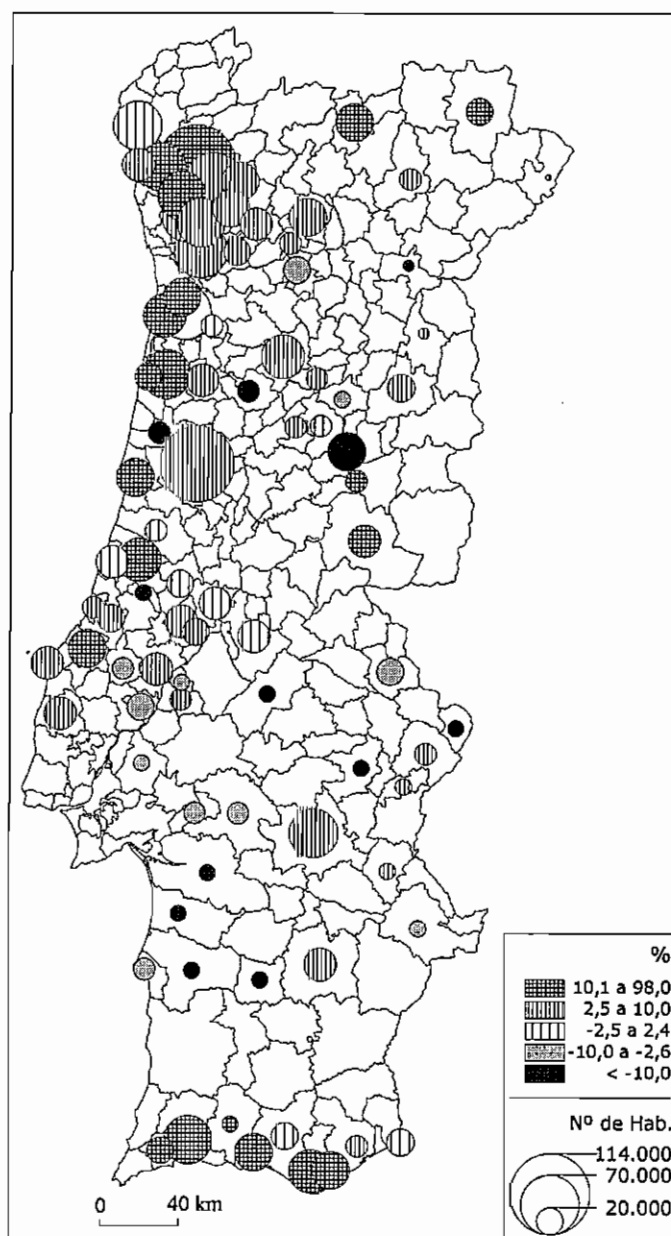 %
10,1 a 98,0
2,5 a 10,0
-2,5 a 2,4
-10,0 a -2,6
< -10,0
Nº de Hab.
114.000
70.000
20.000
0 40 km